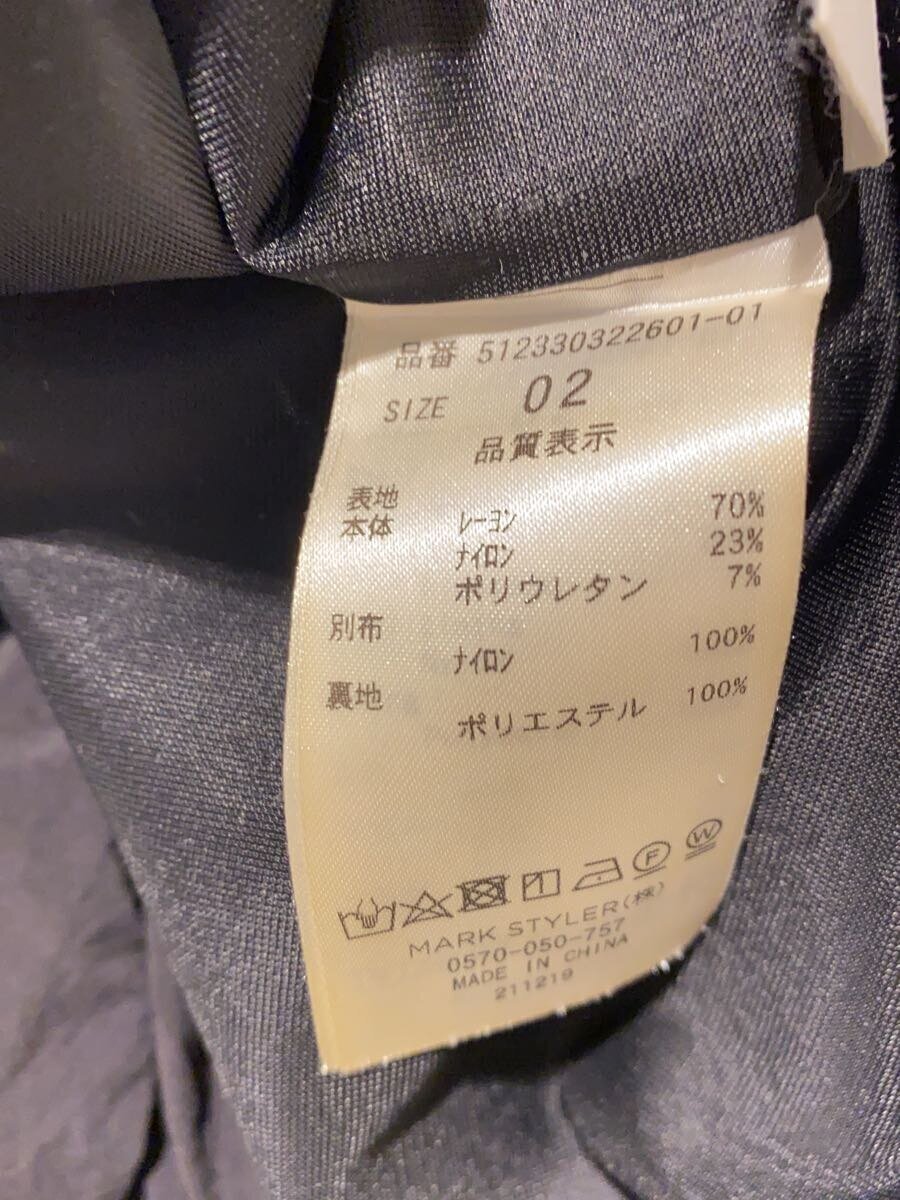 品番 512330322601-01
SIZE 02
品質表示
表地
本体 ﾚｰﾖﾝ 70%
ﾅｲﾛﾝ 23%
ポリウレタン 7%
別布
ﾅｲﾛﾝ 100%
裏地
ポリエステル 100%
F W
MARK STYLER(株)
0570-050-757
MADE IN CHINA
211219